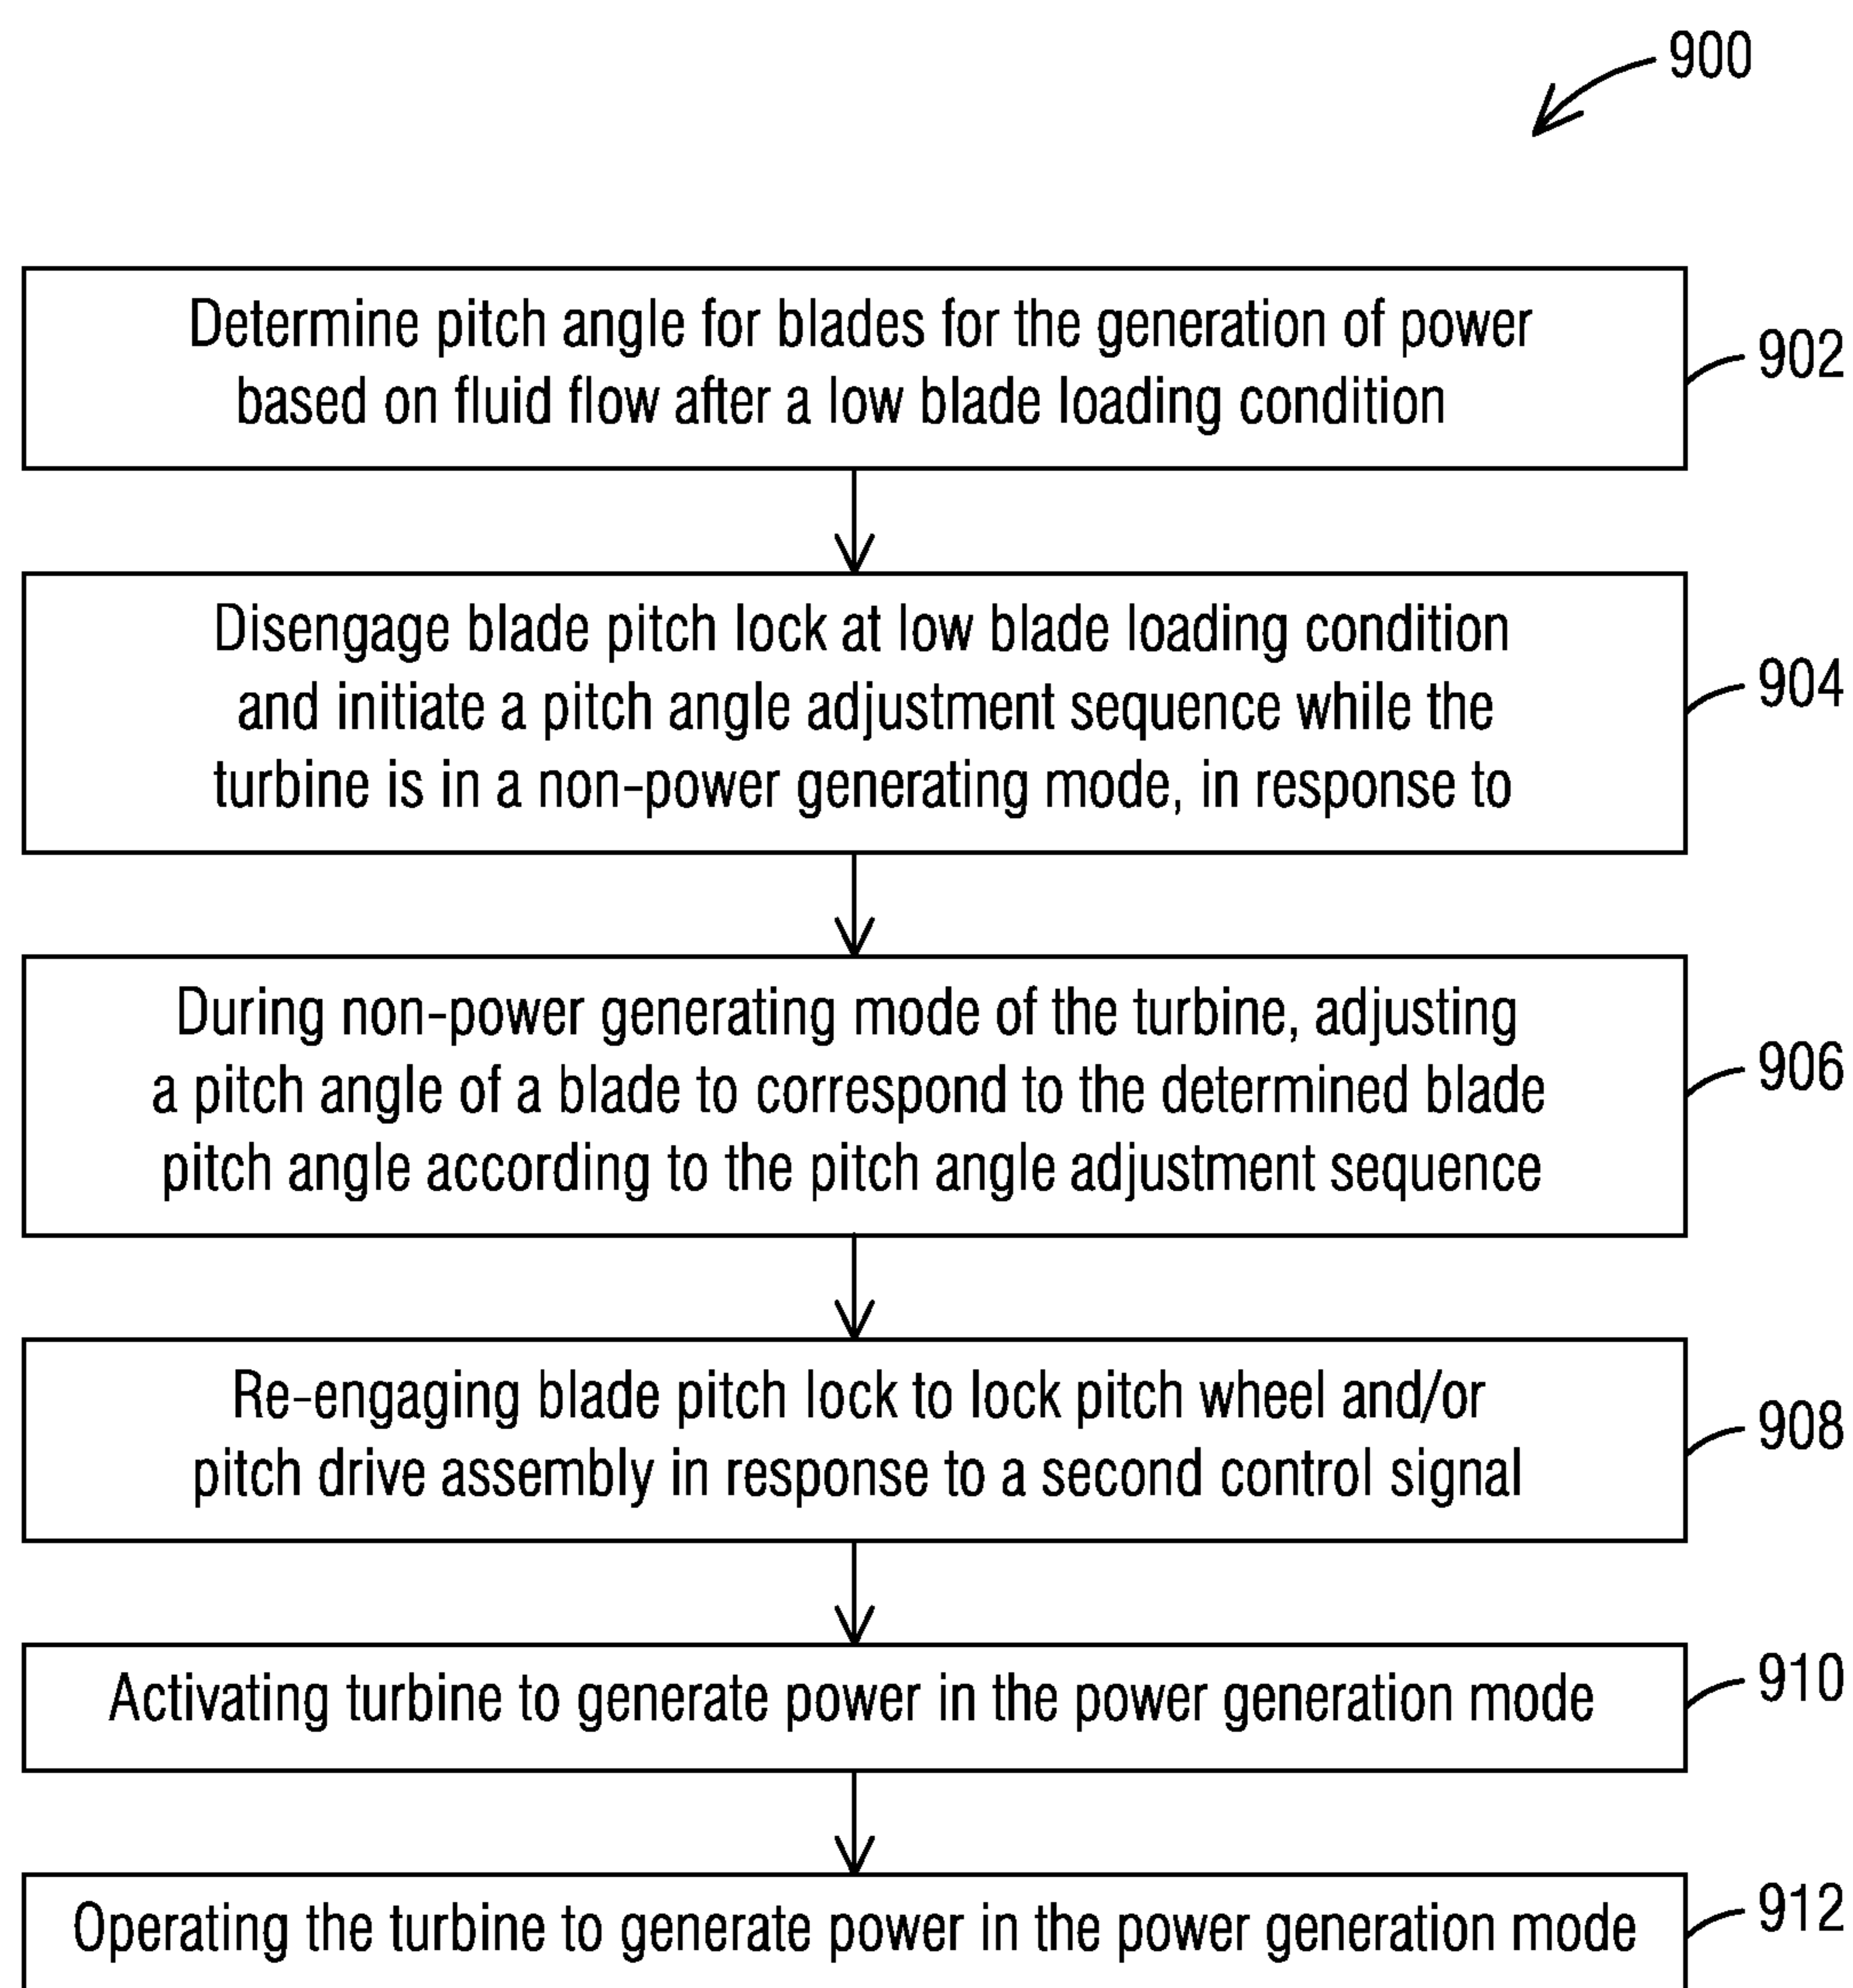 900
Determine pitch angle for blades for the generation of power
based on fluid flow after a low blade loading condition
902
Disengage blade pitch lock at low blade loading condition
and initiate a pitch angle adjustment sequence while the
turbine is in a non-power generating mode, in response to
904
During non-power generating mode of the turbine, adjusting
a pitch angle of a blade to correspond to the determined blade
pitch angle according to the pitch angle adjustment sequence
906
Re-engaging blade pitch lock to lock pitch wheel and/or
pitch drive assembly in response to a second control signal
908
Activating turbine to generate power in the power generation mode
910
Operating the turbine to generate power in the power generation mode
912